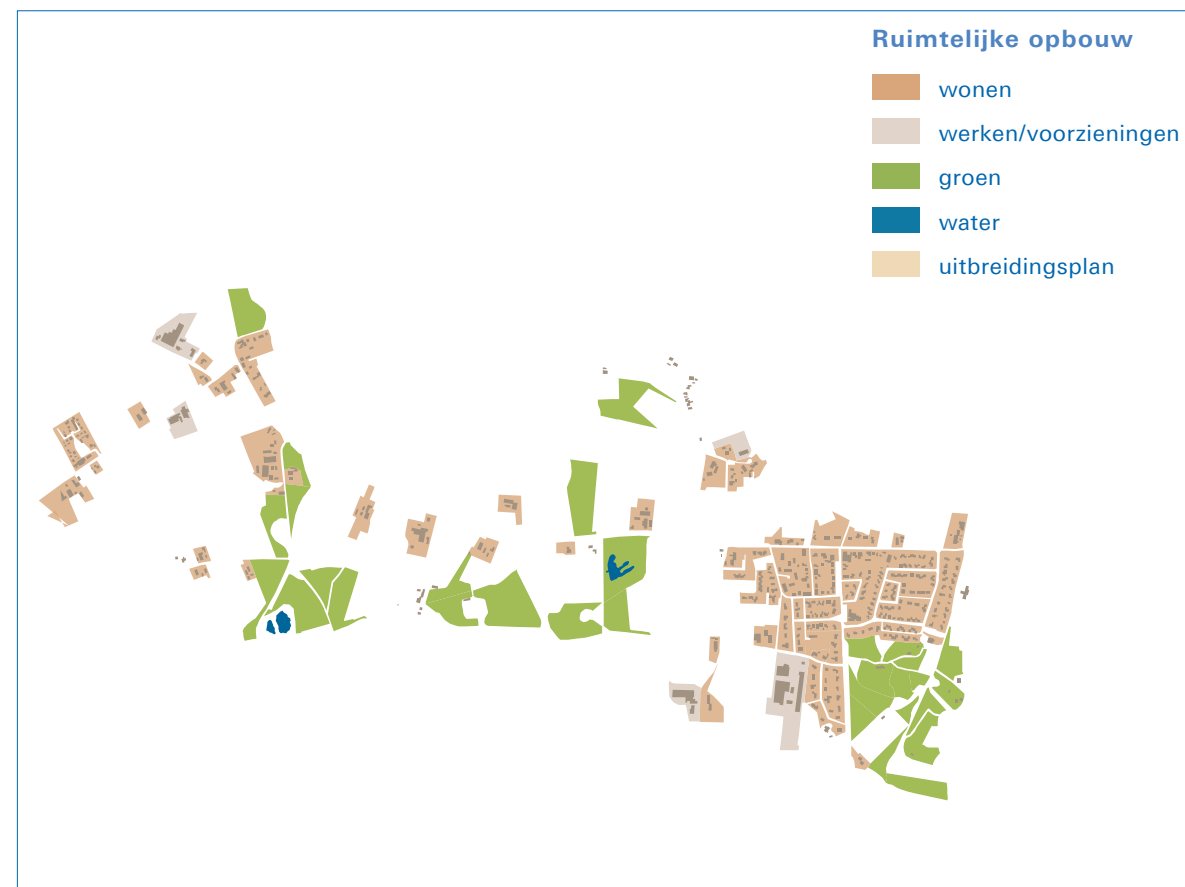 Ruimtelijke opbouw
wonen
werken/voorzieningen
groen
water
uitbreidingsplan